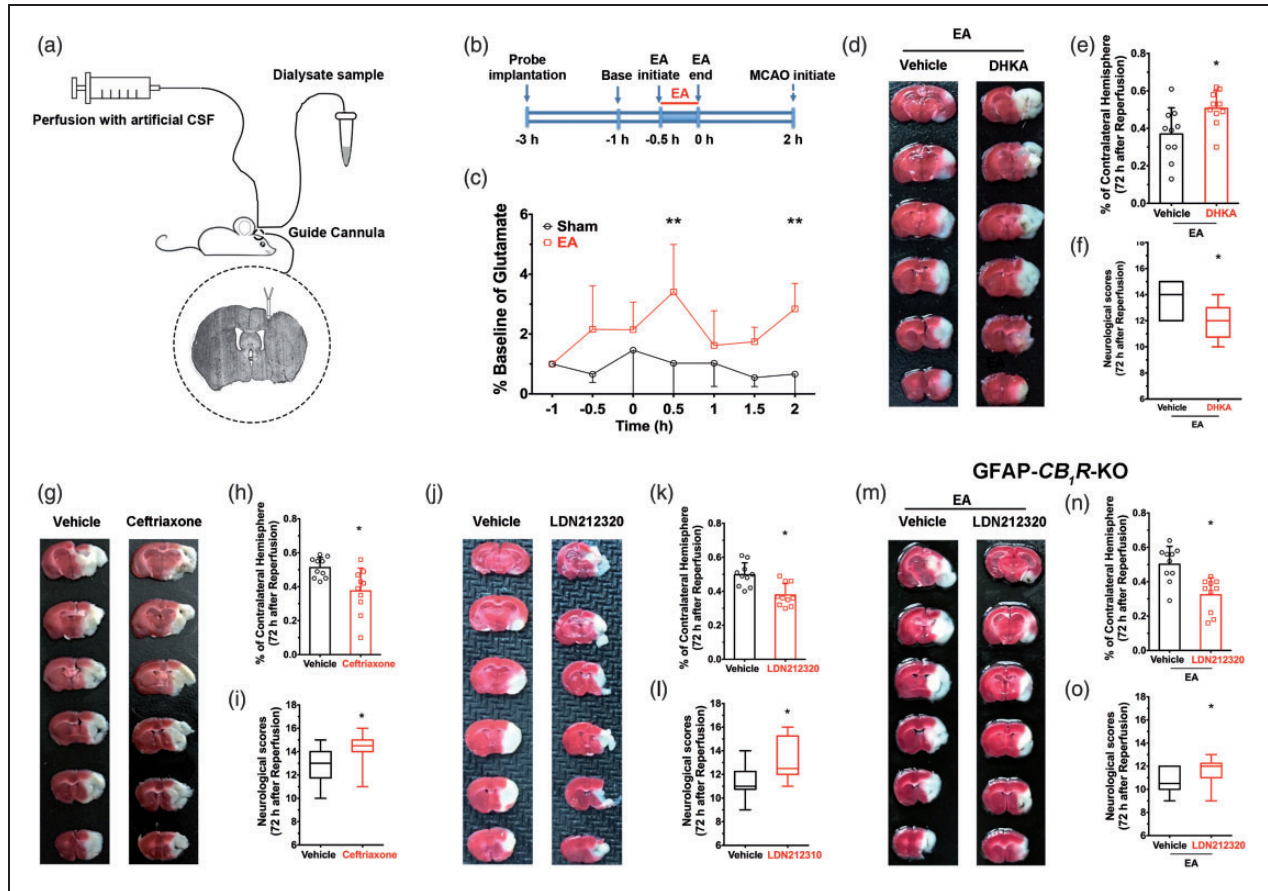 (a)
Dialysate sample
Perfusion with artificial CSF
Guide Cannula
(b)
Probe
implantation
Base
EA
initiate
EA
end
MCAO initiate
EA
-3 h
-1 h
-0.5 h
0 h
2 h
(c)
% Baseline of Glutamate
6
4
2
0
Sham
EA
**
**
-1
-0.5
0
0.5
1
1.5
2
Time (h)
(d)
EA
Vehicle
DHKA
(e)
% of Contralateral Hemisphere
(72 h after Reperfusion)
0.8
0.6
0.4
0.2
0.0
*
Vehicle
DHKA
EA
(f)
Neurological scores
(72 h after Reperfusion)
18
16
14
12
10
8
6
*
Vehicle
DHKA
EA
(g)
Vehicle
Ceftriaxone
(h)
% of Contralateral Hemisphere
(72 h after Reperfusion)
0.8
0.6
0.4
0.2
0.0
*
Vehicle
Ceftriaxone
(i)
Neurological scores
(72 h after Reperfusion)
18
16
14
12
10
8
6
*
Vehicle
Ceftriaxone
(j)
Vehicle
LDN212320
(k)
% of Contralateral Hemisphere
(72 h after Reperfusion)
0.8
0.6
0.4
0.2
0.0
*
Vehicle
LDN212320
(l)
Neurological scores
(72 h after Reperfusion)
18
16
14
12
10
8
6
*
Vehicle
LDN212310
GFAP-CB₁R-KO
(m)
EA
Vehicle
LDN212320
(n)
% of Contralateral Hemisphere
(72 h after Reperfusion)
0.8
0.6
0.4
0.2
0.0
*
Vehicle
LDN212320
EA
(o)
Neurological scores
(72 h after Reperfusion)
18
16
14
12
10
8
6
*
Vehicle
LDN212320
EA